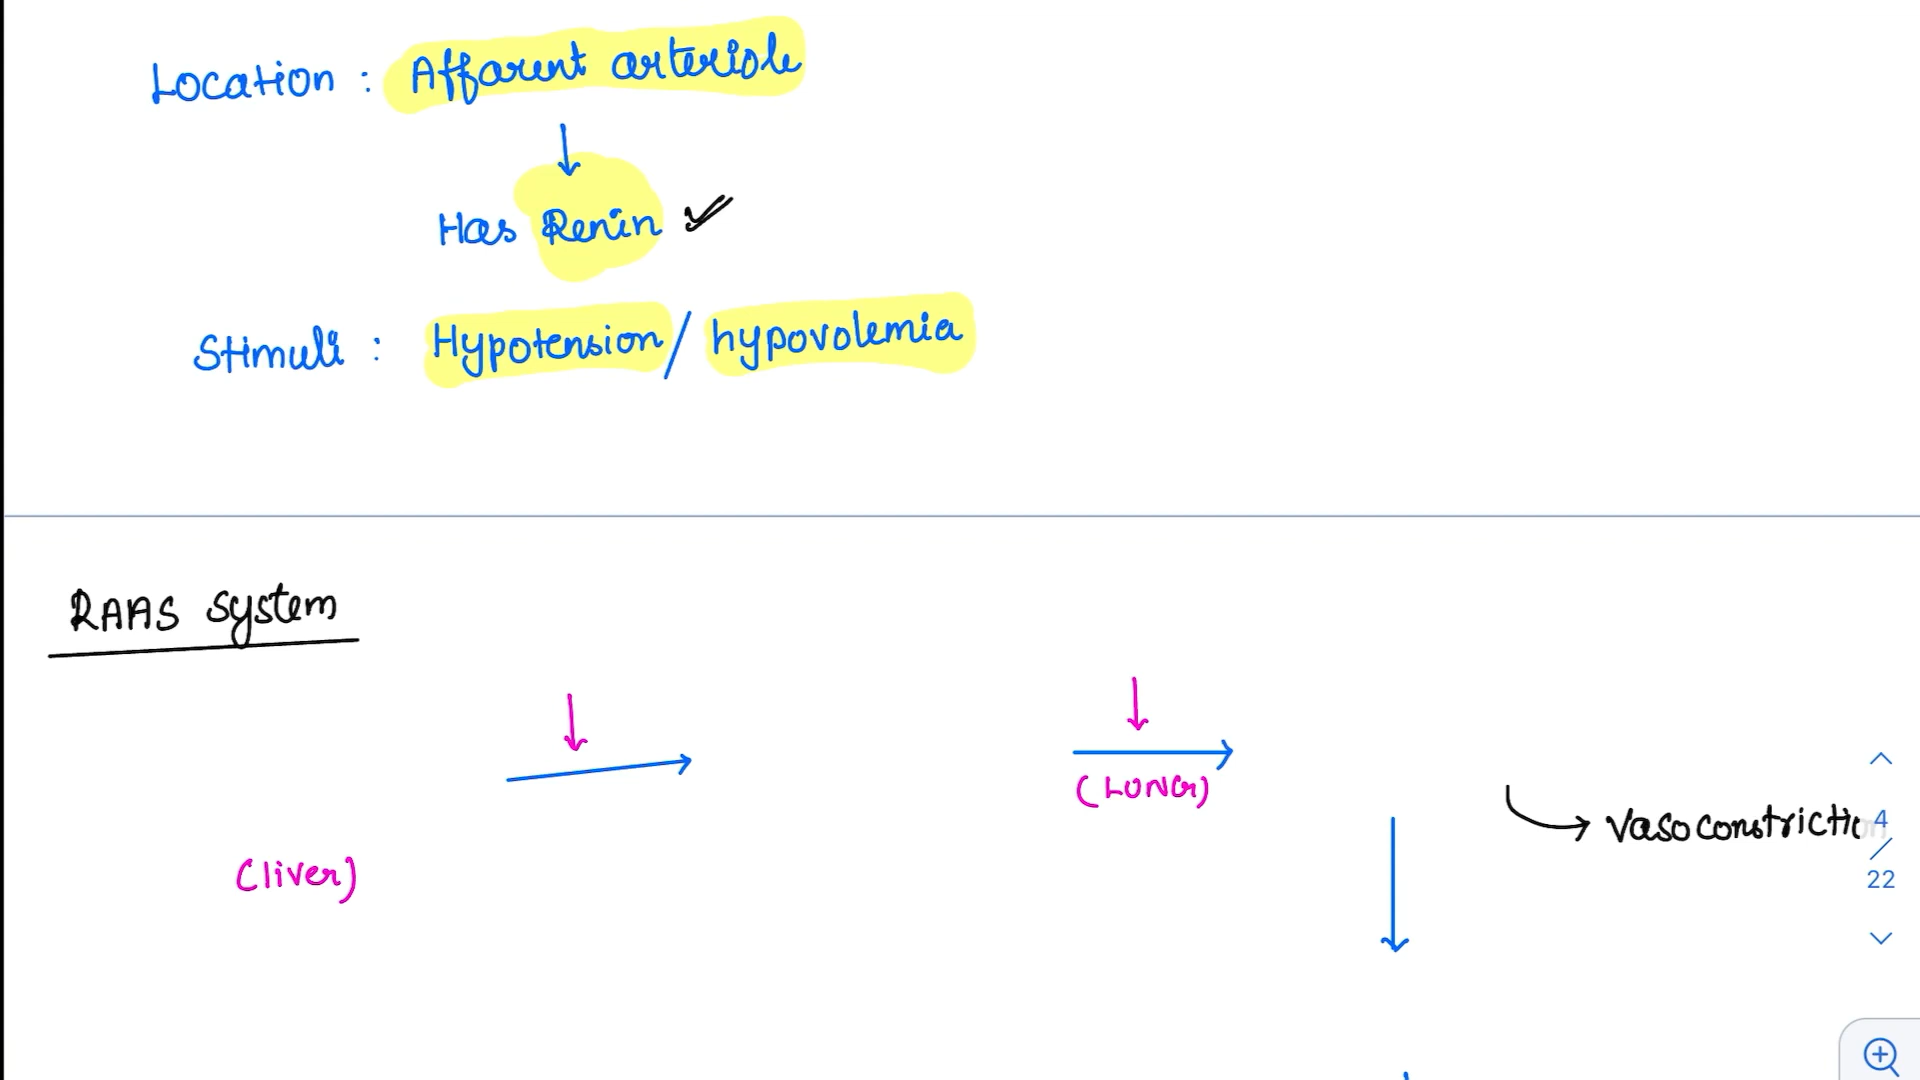 Location : Affarent arteriole
↓
Has Renin ✓
Stimuli : Hypotension / hypovolemia
RAAS system
(LUNG)
Vasoconstriction
(liver)
4
/
22